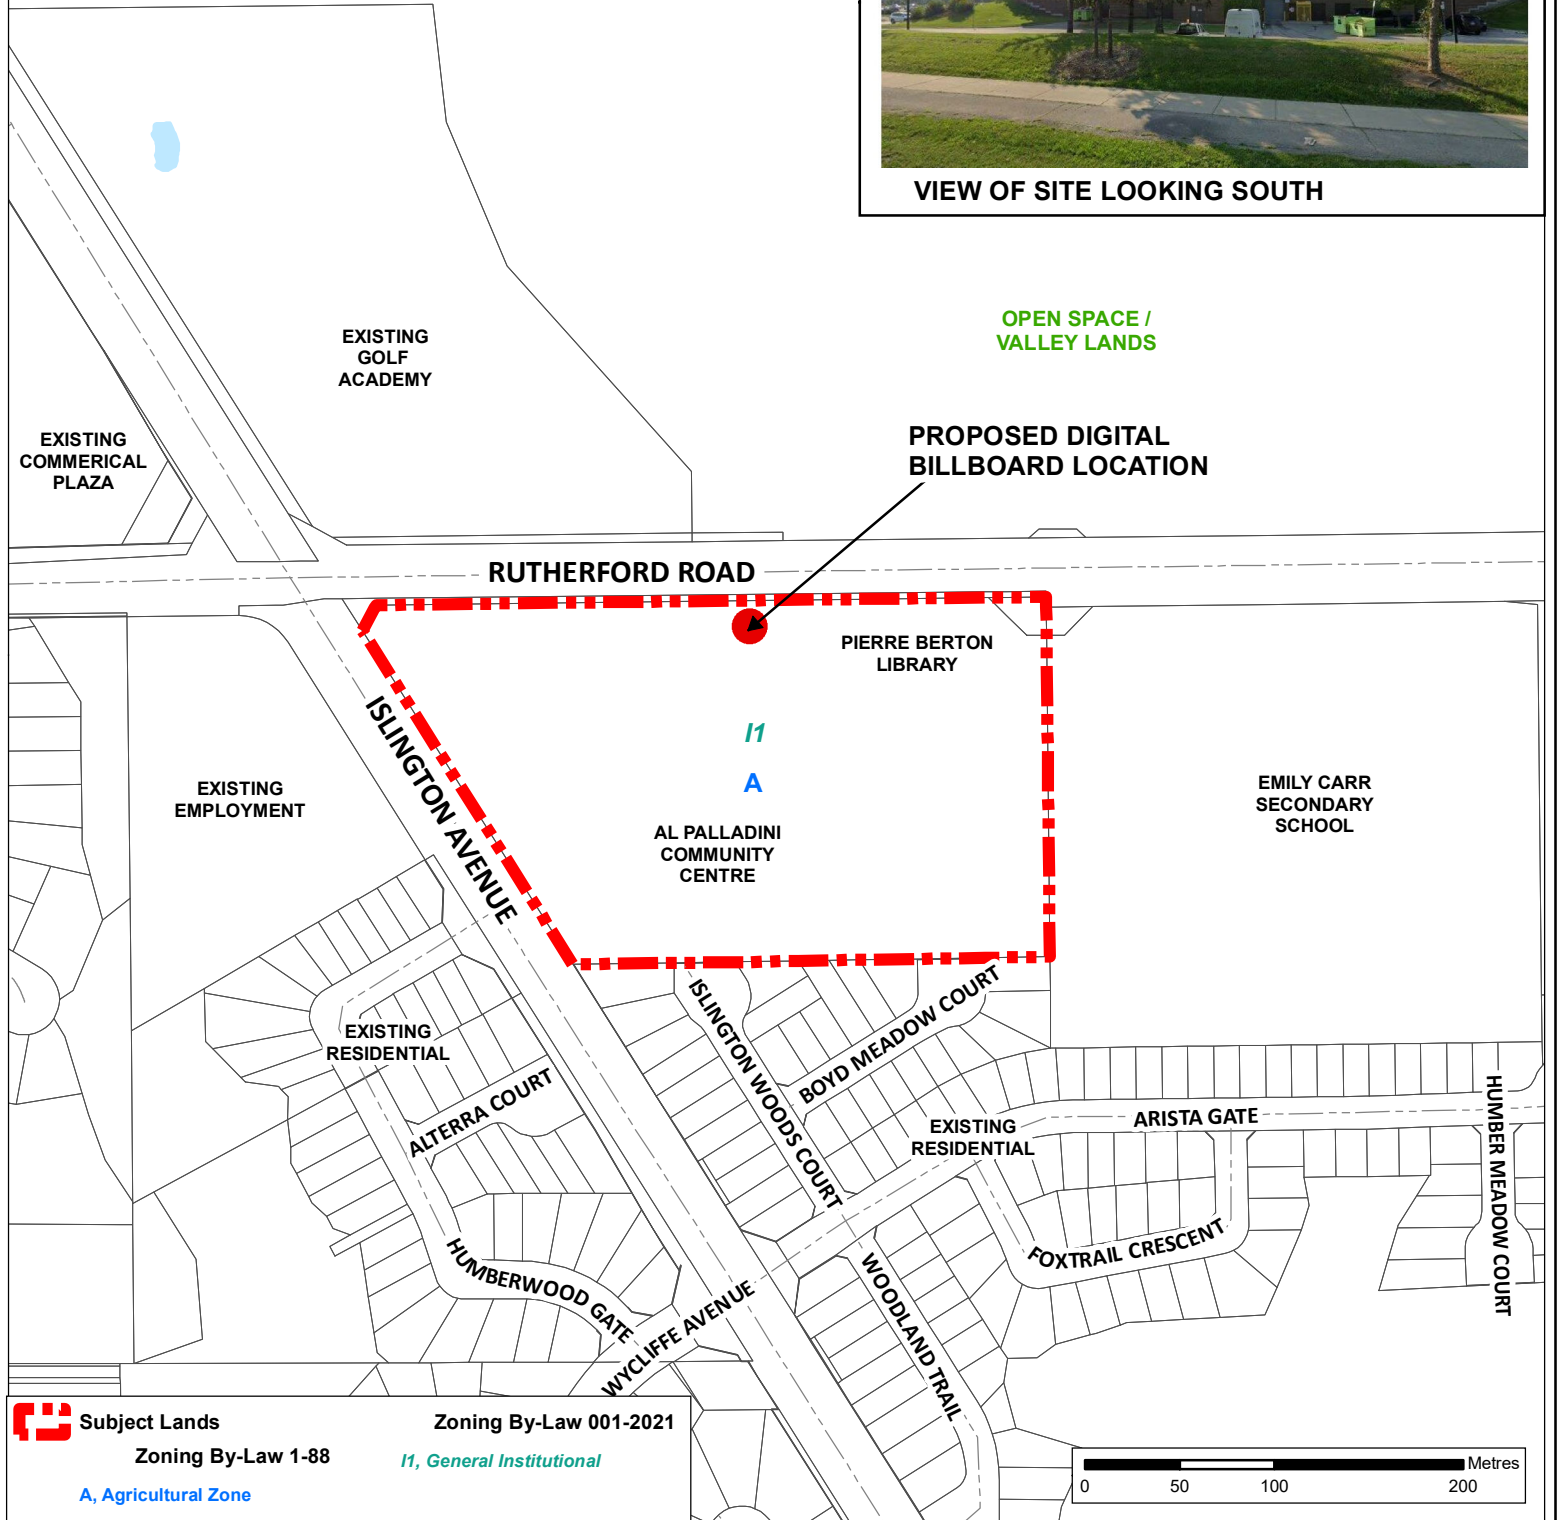 VIEW OF SITE LOOKING SOUTH
OPEN SPACE /
VALLEY LANDS
EXISTING
GOLF
ACADEMY
EXISTING
COMMERICAL
PLAZA
PROPOSED DIGITAL
BILLBOARD LOCATION
RUTHERFORD ROAD
PIERRE BERTON
LIBRARY
ISLINGTON AVENUE
I1
A
EXISTING
EMPLOYMENT
AL PALLADINI
COMMUNITY
CENTRE
EMILY CARR
SECONDARY
SCHOOL
EXISTING
RESIDENTIAL
ALTERRA COURT
ISLINGTON WOODS COURT
BOYD MEADOW COURT
EXISTING
RESIDENTIAL
ARISTA GATE
HUMBER MEADOW COURT
FOXTRAIL CRESCENT
HUMBERWOOD GATE
WYCLIFFE AVENUE
WOODLAND TRAIL
Subject Lands
Zoning By-Law 1-88
A, Agricultural Zone
Zoning By-Law 001-2021
I1, General Institutional
Metres
0 50 100 200